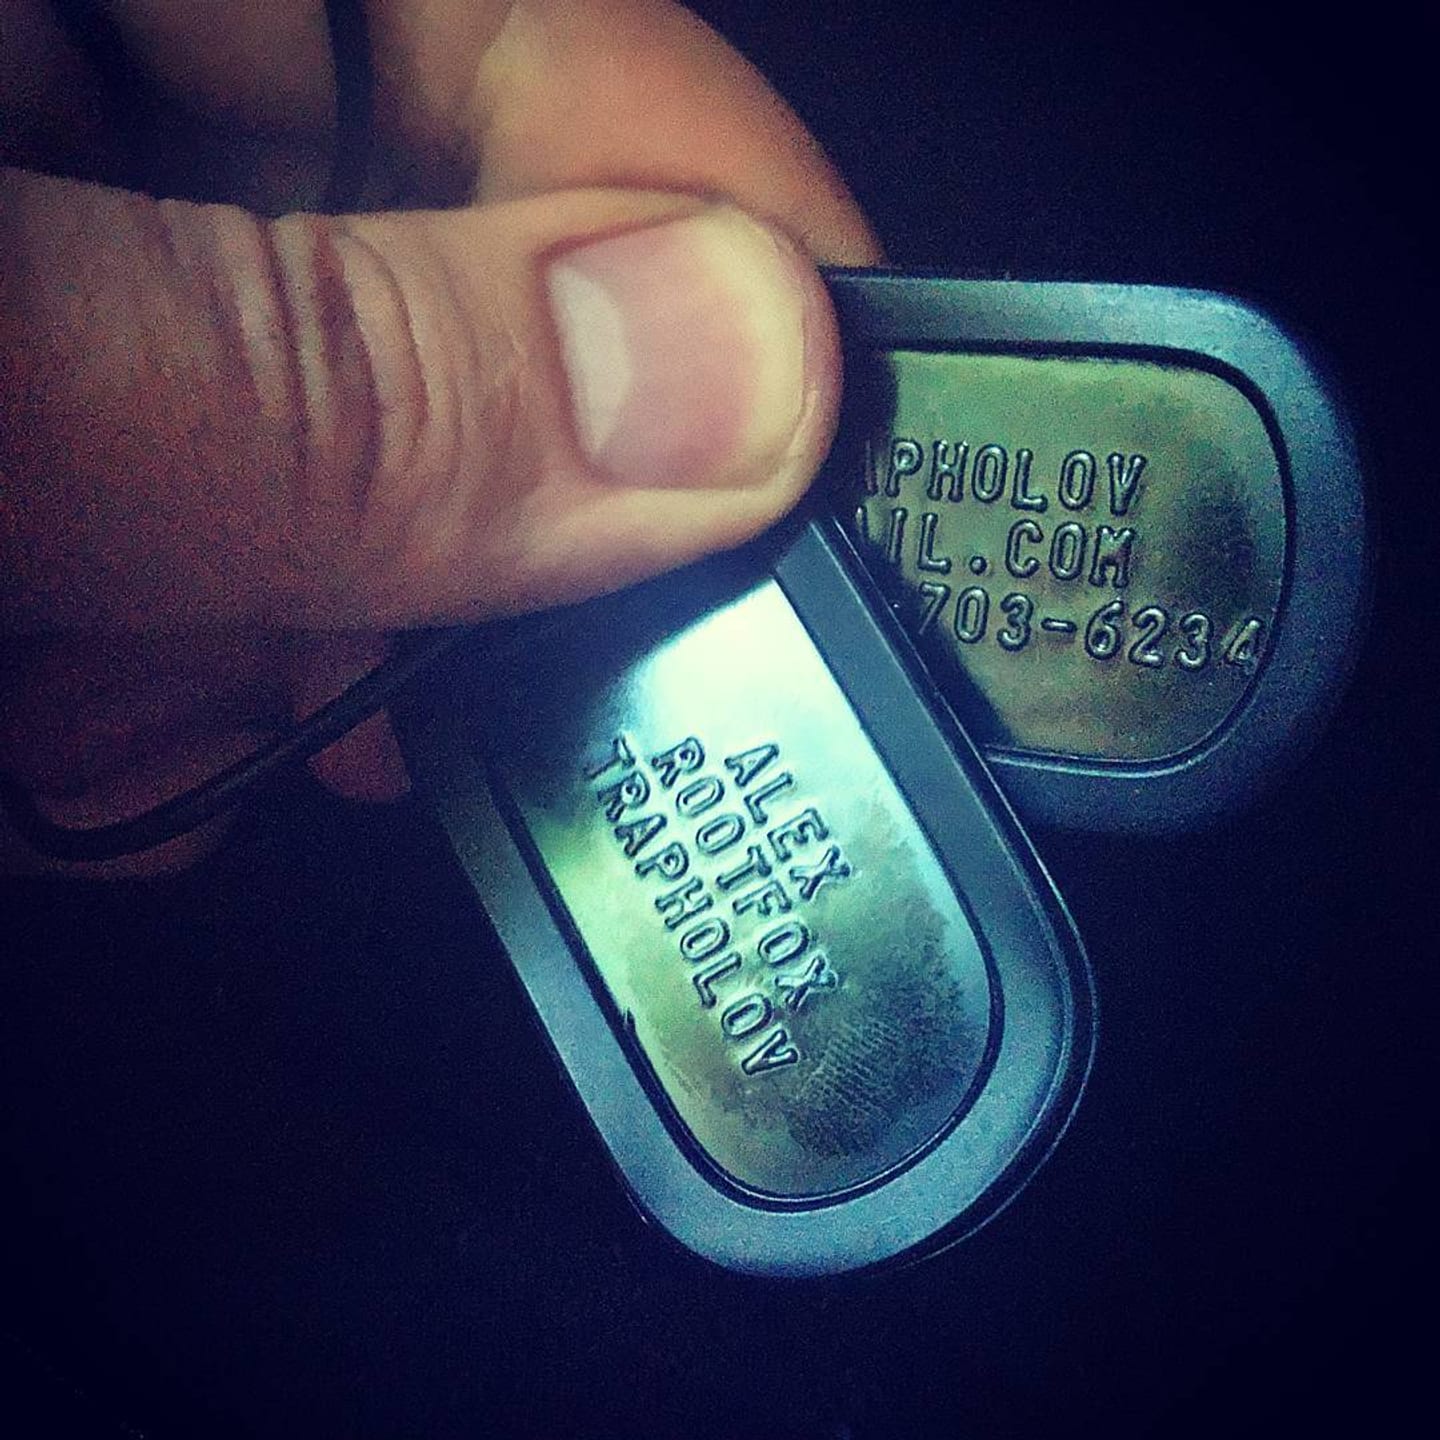 ALEX
ROOTFOX
TRAPHOLOV
APHOLOV
IL.COM
703-6234